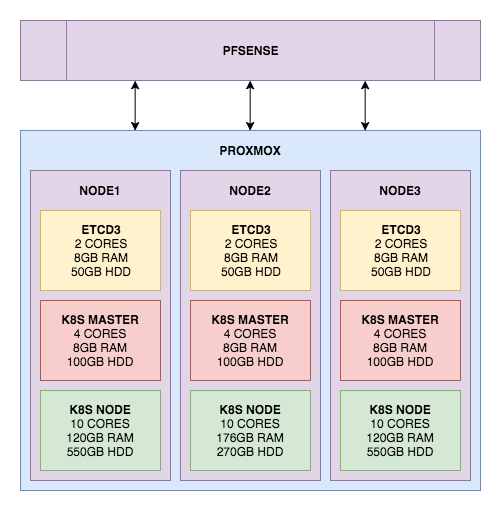 PFSENSE
PROXMOX
NODE1
ETCD3
2 CORES
8GB RAM
50GB HDD
K8S MASTER
4 CORES
8GB RAM
100GB HDD
K8S NODE
10 CORES
120GB RAM
550GB HDD
NODE2
ETCD3
2 CORES
8GB RAM
50GB HDD
K8S MASTER
4 CORES
8GB RAM
100GB HDD
K8S NODE
10 CORES
176GB RAM
270GB HDD
NODE3
ETCD3
2 CORES
8GB RAM
50GB HDD
K8S MASTER
4 CORES
8GB RAM
100GB HDD
K8S NODE
10 CORES
120GB RAM
550GB HDD